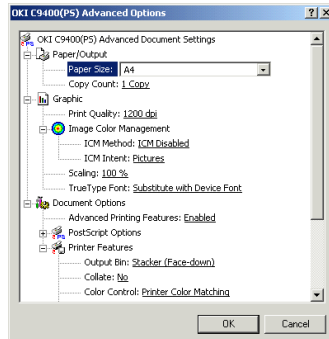 OKI C9400(PS) Advanced Options
OKI C9400(PS) Advanced Document Settings
Paper/Output
Paper Size: A4
Copy Count: 1 Copy
Graphic
Print Quality: 1200 dpi
Image Color Management
ICM Method: ICM Disabled
ICM Intent: Pictures
Scaling: 100 %
TrueType Font: Substitute with Device Font
Document Options
Advanced Printing Features: Enabled
PostScript Options
Printer Features
Output Bin: Stacker (Face-down)
Collate: No
Color Control: Printer Color Matching
OK Cancel